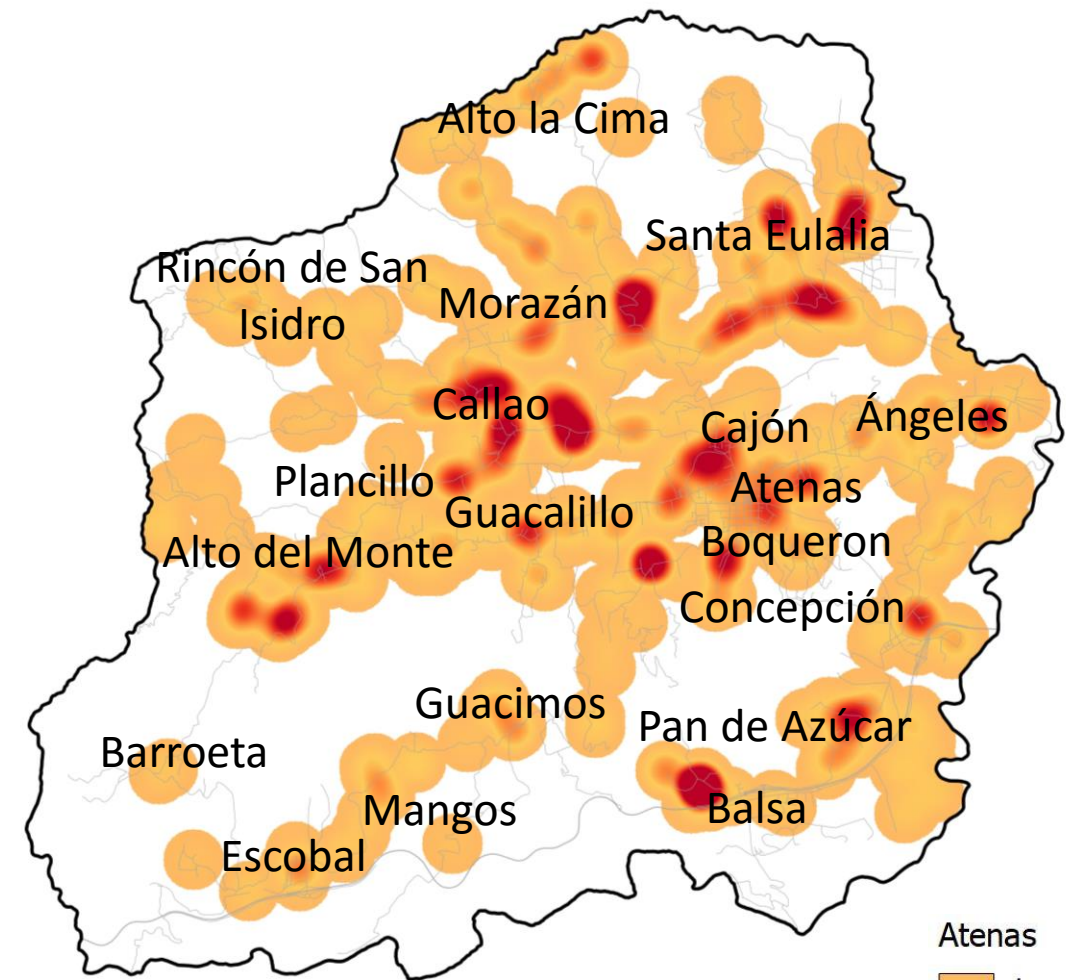 Alto la Cima
Santa Eulalia
Rincón de San
Isidro
Morazán
Callao
Cajón
Ángeles
Plancillo
Atenas
Guacalillo
Boqueron
Alto del Monte
Concepción
Guacimos
Pan de Azúcar
Barroeta
Mangos
Balsa
Escobal
Atenas